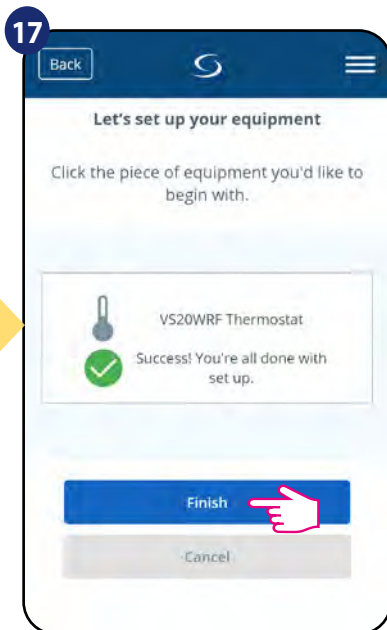 17
Back
Let's set up your equipment
Click the piece of equipment you'd like to
begin with.
VS20WRF Thermostat
Success! You're all done with
set up.
Finish
Cancel